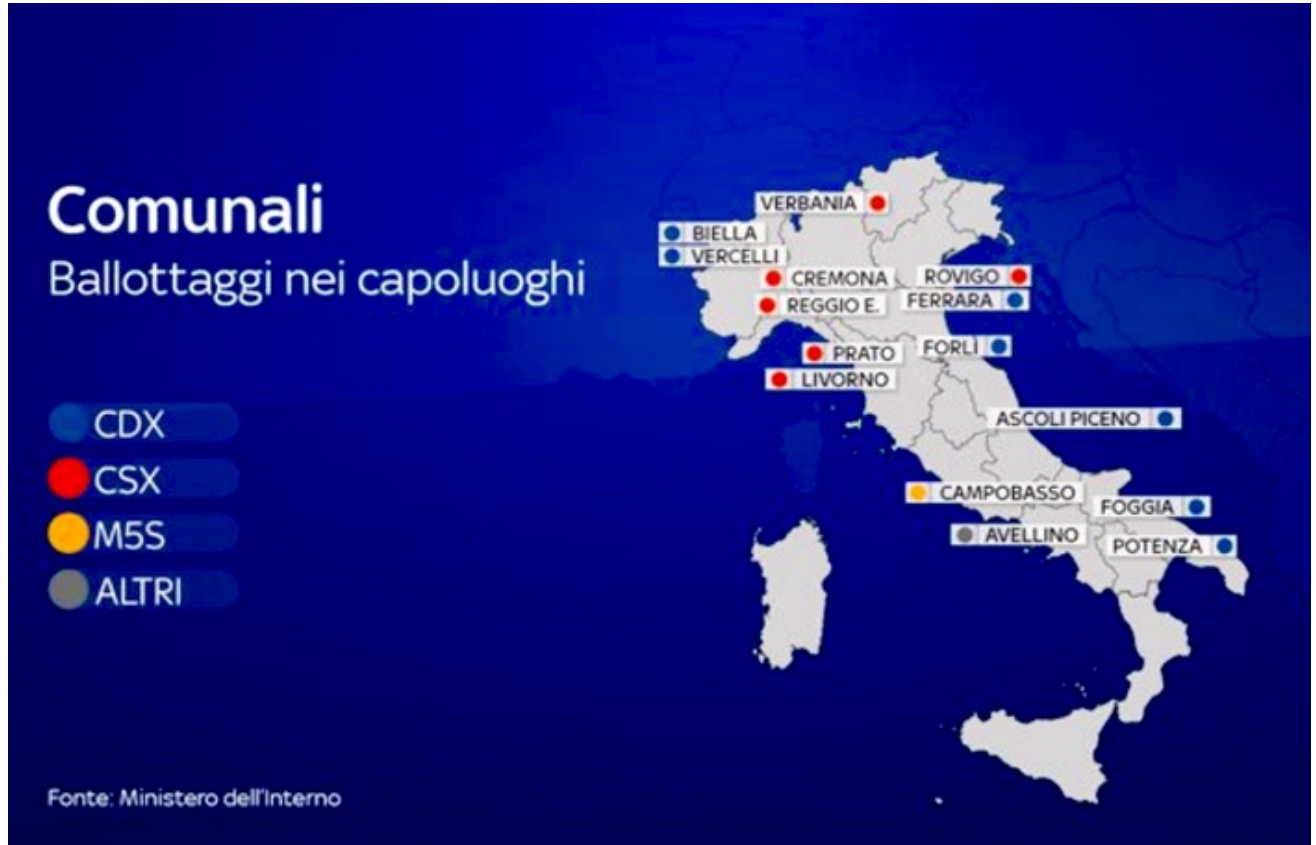 Comunali
Ballottaggi nei capoluoghi
CDX
CSX
M5S
ALTRI
VERBANIA
BIELLA
VERCELLI
CREMONA
ROVIGO
REGGIO E.
FERRARA
PRATO
FORLÌ
LIVORNO
ASCOLI PICENO
CAMPOBASSO
FOGGIA
AVELLINO
POTENZA
Fonte: Ministero dell'Interno